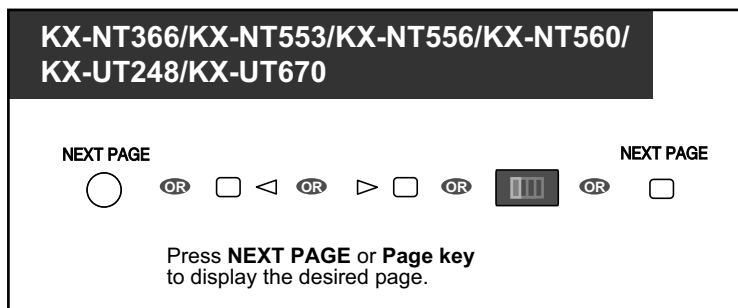 KX-NT366/KX-NT553/KX-NT556/KX-NT560/
KX-UT248/KX-UT670
NEXT PAGE
NEXT PAGE
OR OR OR OR
Press NEXT PAGE or Page key
to display the desired page.